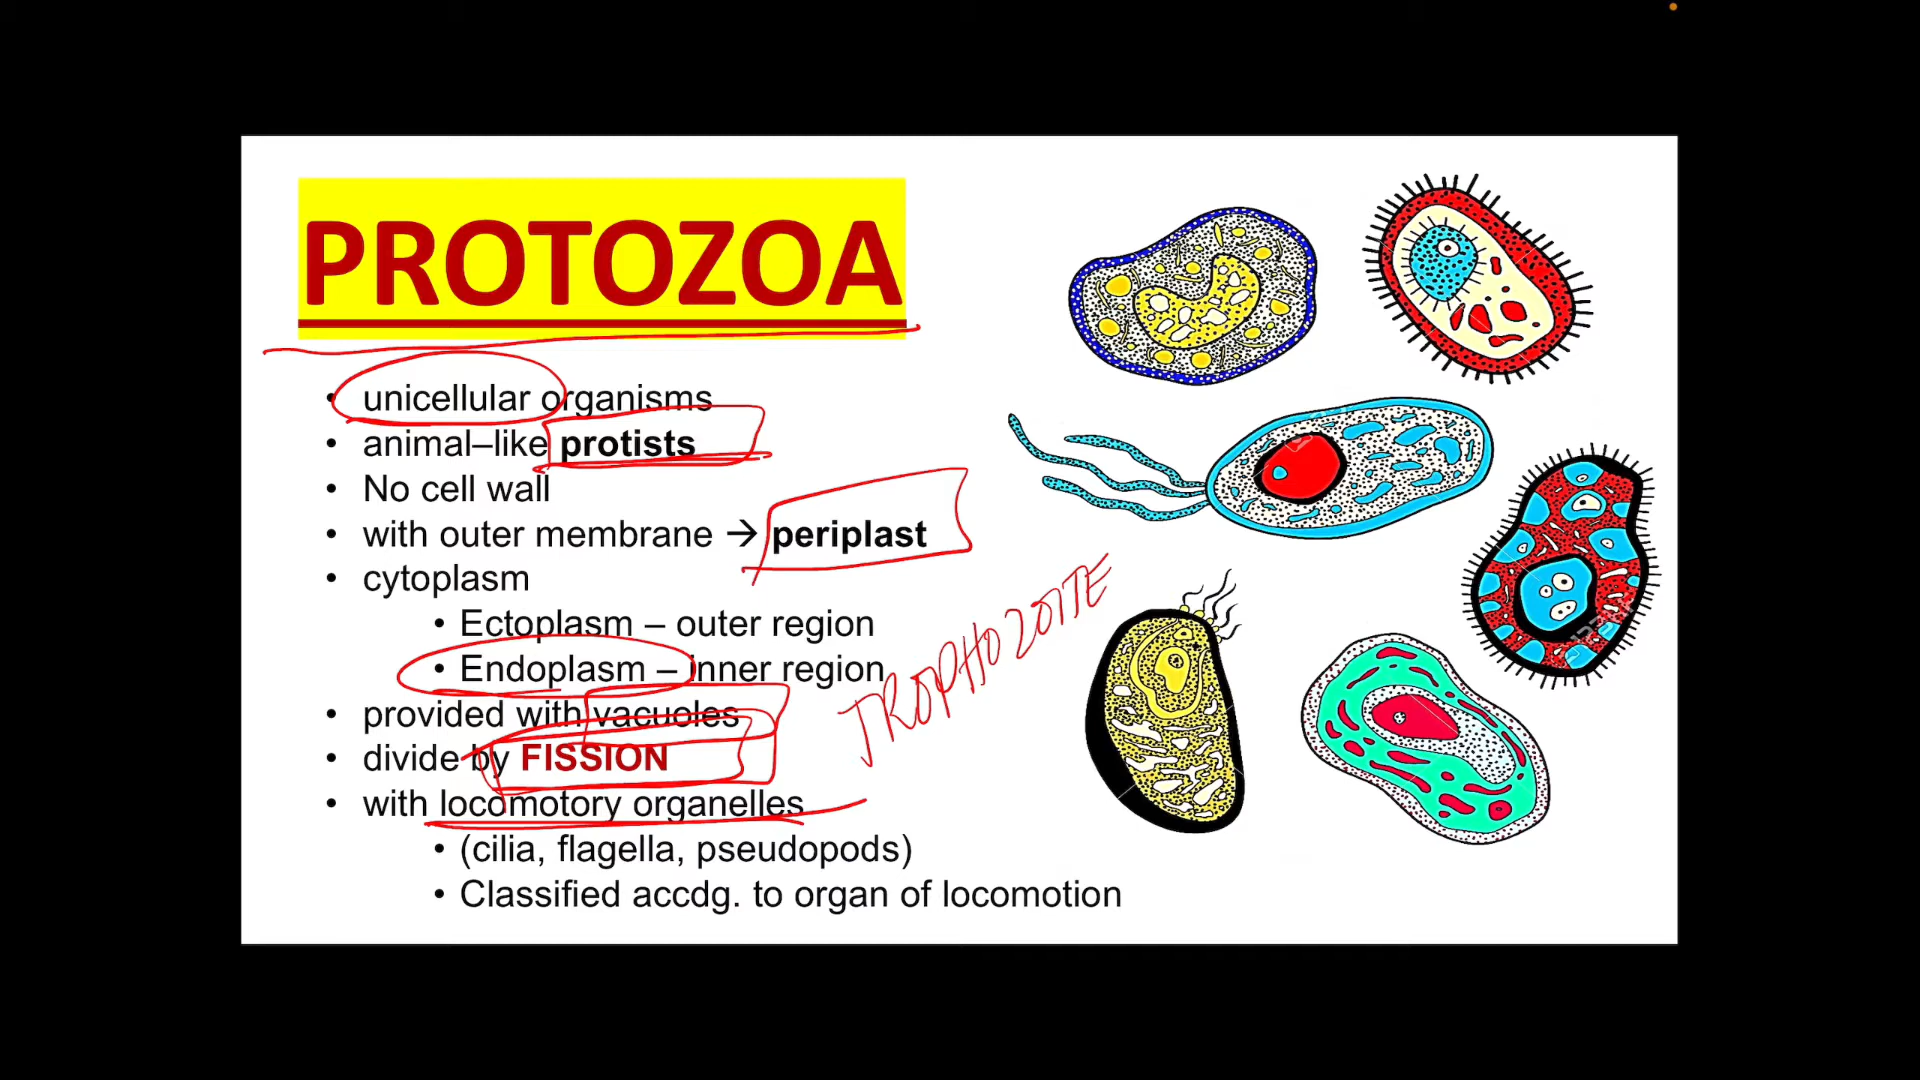 PROTOZOA
• unicellular organisms
• animal–like protists
• No cell wall
• with outer membrane → periplast
• cytoplasm
• Ectoplasm – outer region
• Endoplasm – inner region
• provided with vacuoles
• divide by FISSION
• with locomotory organelles
• (cilia, flagella, pseudopods)
• Classified accdg. to organ of locomotion
TROPHOZOITE